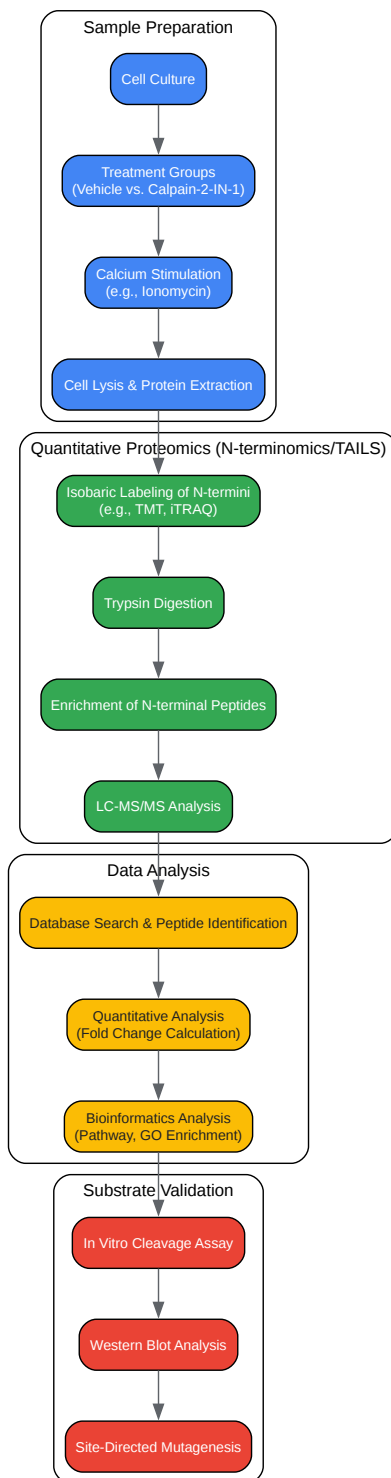 Sample Preparation
Cell Culture
Treatment Groups
(Vehicle vs. Calpain-2-IN-1)
Calcium Stimulation
(e.g., Ionomycin)
Cell Lysis & Protein Extraction
Quantitative Proteomics (N-terminomics/TAILS)
Isobaric Labeling of N-termini
(e.g., TMT, iTRAQ)
Trypsin Digestion
Enrichment of N-terminal Peptides
LC-MS/MS Analysis
Data Analysis
Database Search & Peptide Identification
Quantitative Analysis
(Fold Change Calculation)
Bioinformatics Analysis
(Pathway, GO Enrichment)
Substrate Validation
In Vitro Cleavage Assay
Western Blot Analysis
Site-Directed Mutagenesis